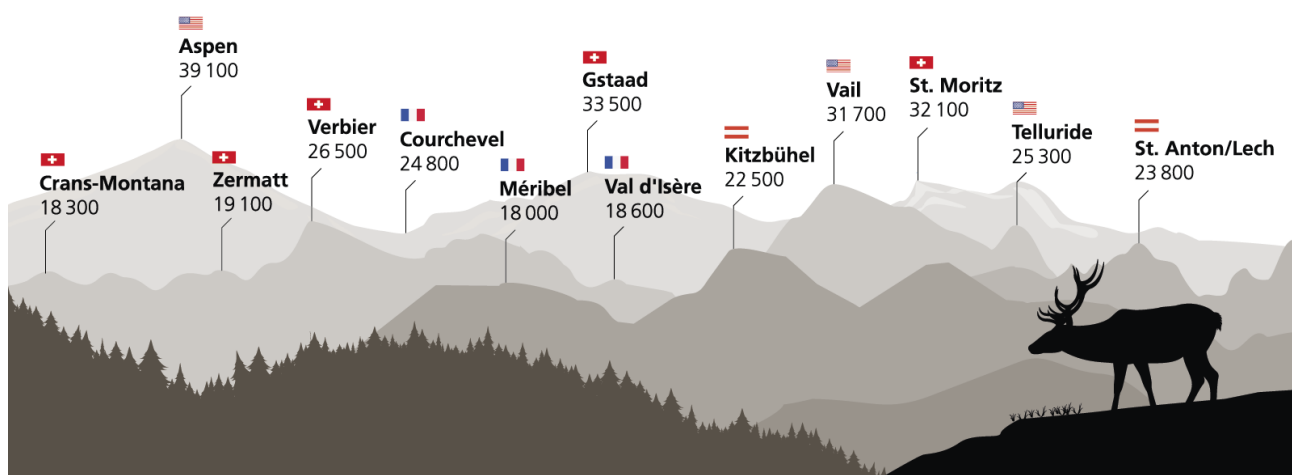 Aspen
39 100
Gstaad
33 500
Vail
31 700
St. Moritz
32 100
Verbier
26 500
Courchevel
24 800
Telluride
25 300
Kitzbühel
22 500
St. Anton/Lech
23 800
Crans-Montana
18 300
Zermatt
19 100
Méribel
18 000
Val d'Isère
18 600